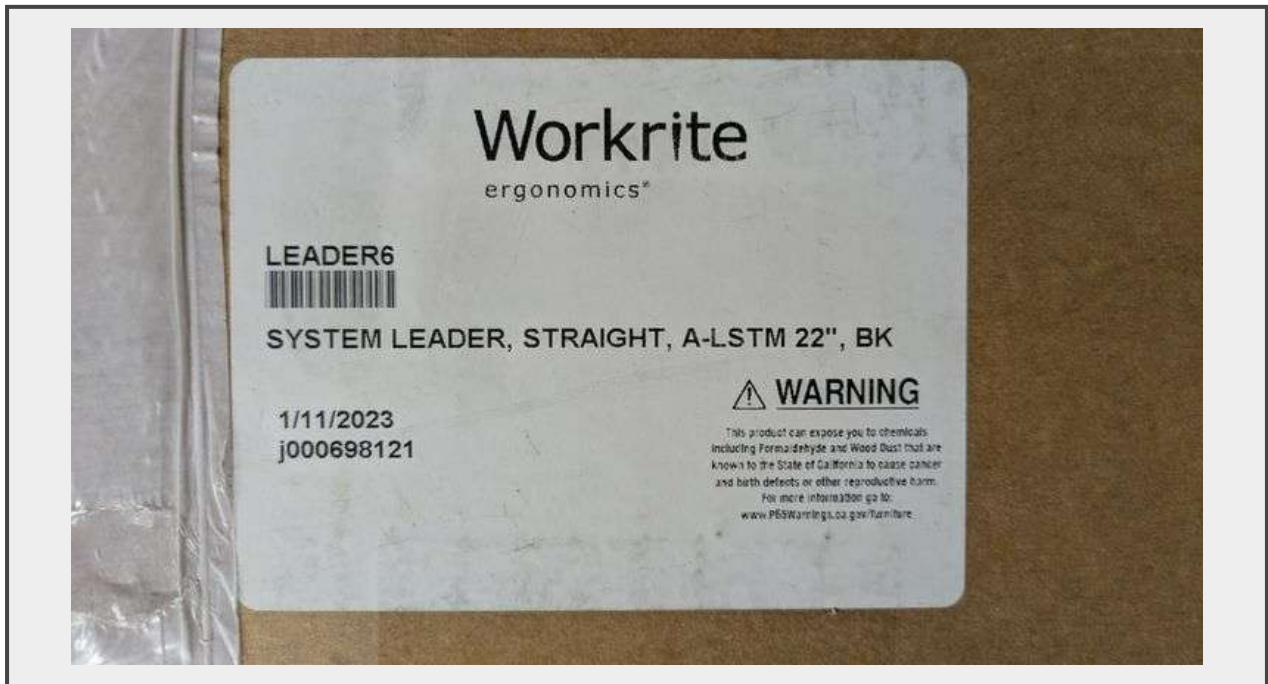 Workrite
ergonomics®
LEADER6
SYSTEM LEADER, STRAIGHT, A-LSTM 22", BK
1/11/2023
j000698121
⚠ WARNING
This product can expose you to chemicals
including Formaldehyde and Wood Dust that are
known to the State of California to cause cancer
and birth defects or other reproductive harm.
For more information go to:
www.P65Warnings.ca.gov/furniture